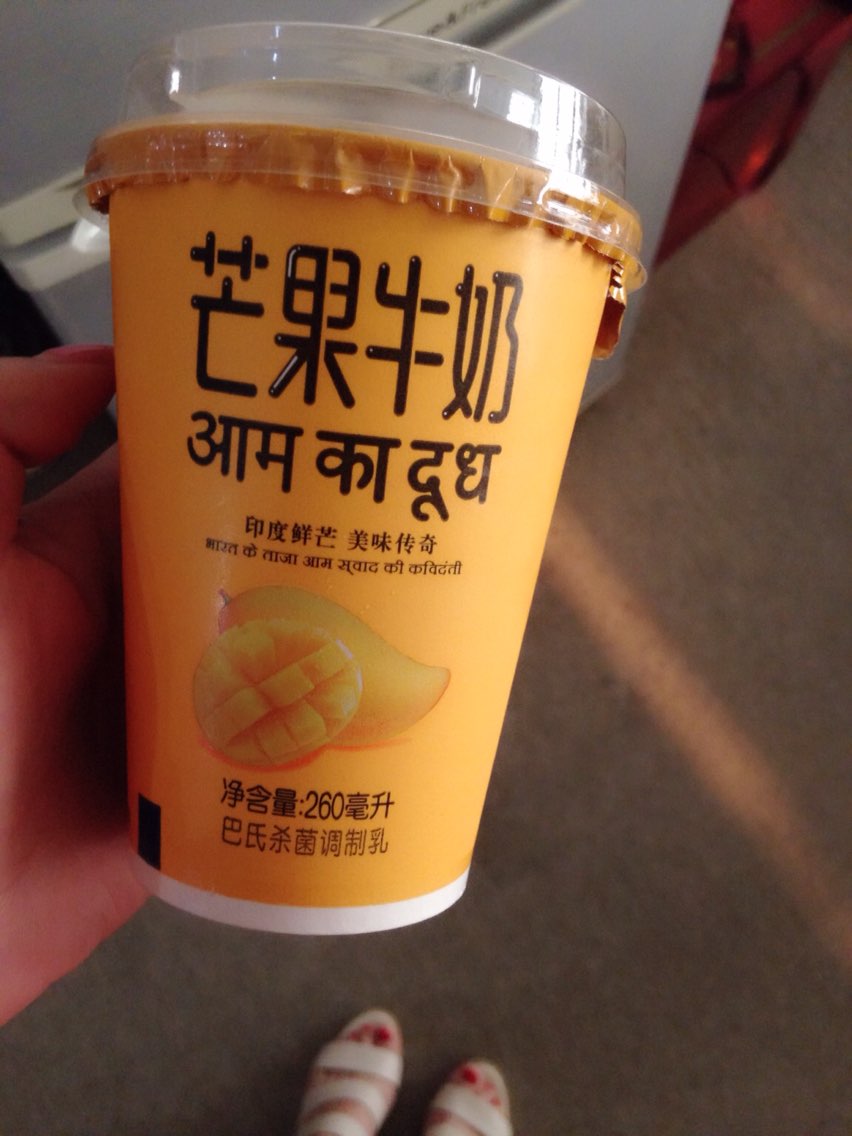 芒果牛奶
आम का दूध
印度鲜芒 美味传奇
भारत के ताजा आम स्वाद की कविदंती
净含量:260毫升
巴氏杀菌调制乳